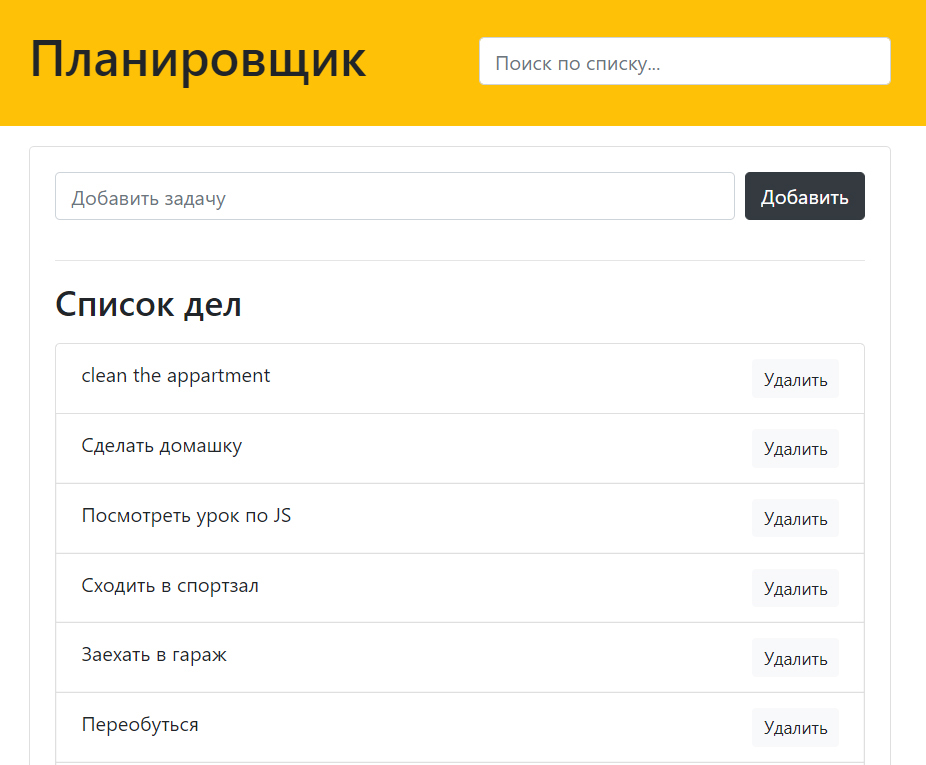 Планировщик
Поиск по списку...
Добавить задачу
Добавить
Список дел
clean the appartment
Удалить
Сделать домашку
Удалить
Посмотреть урок по JS
Удалить
Сходить в спортзал
Удалить
Заехать в гараж
Удалить
Переобуться
Удалить